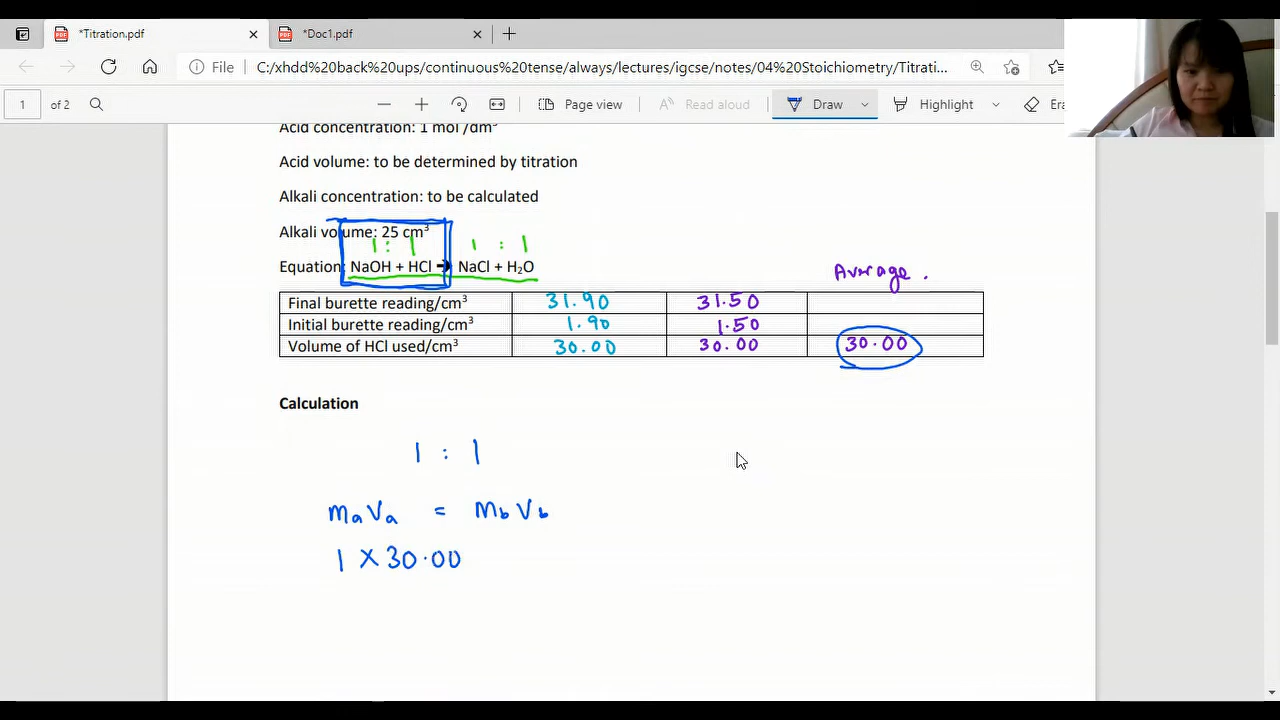 *Titration.pdf
*Doc1.pdf
File C:/xhdd%20back%20ups/continuous%20tense/always/lectures/igcse/notes/04%20Stoichiometry/Titrati...
1 of 2 Page view Read aloud Draw Highlight Era
Acid concentration: 1 mol /dm³
Acid volume: to be determined by titration
Alkali concentration: to be calculated
Alkali volume: 25 cm³
1 : 1 1 : 1
Equation: NaOH + HCl → NaCl + H₂O
Average .
Final burette reading/cm³ 31.90 31.50
Initial burette reading/cm³ 1.90 1.50
Volume of HCl used/cm³ 30.00 30.00 30.00
Calculation
1 : 1
MaVa = MbVb
1 × 30.00